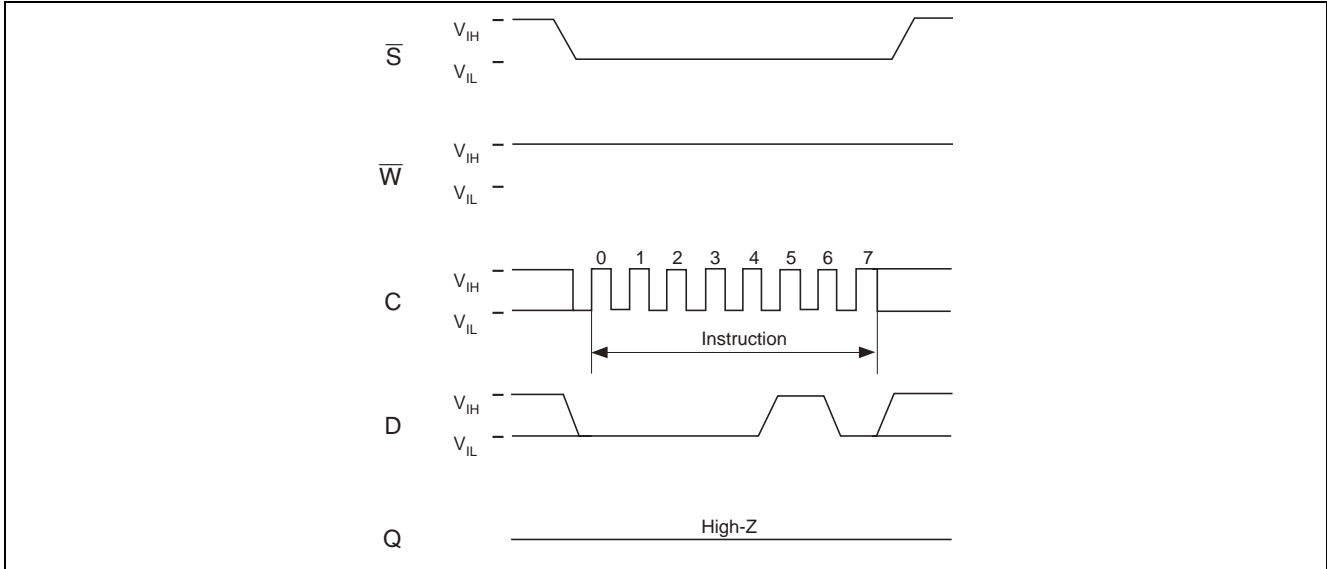 V_IH
S̅
V_IL
V_IH
W̅
V_IL
0 1 2 3 4 5 6 7
V_IH
C
V_IL
Instruction
V_IH
D
V_IL
High-Z
Q